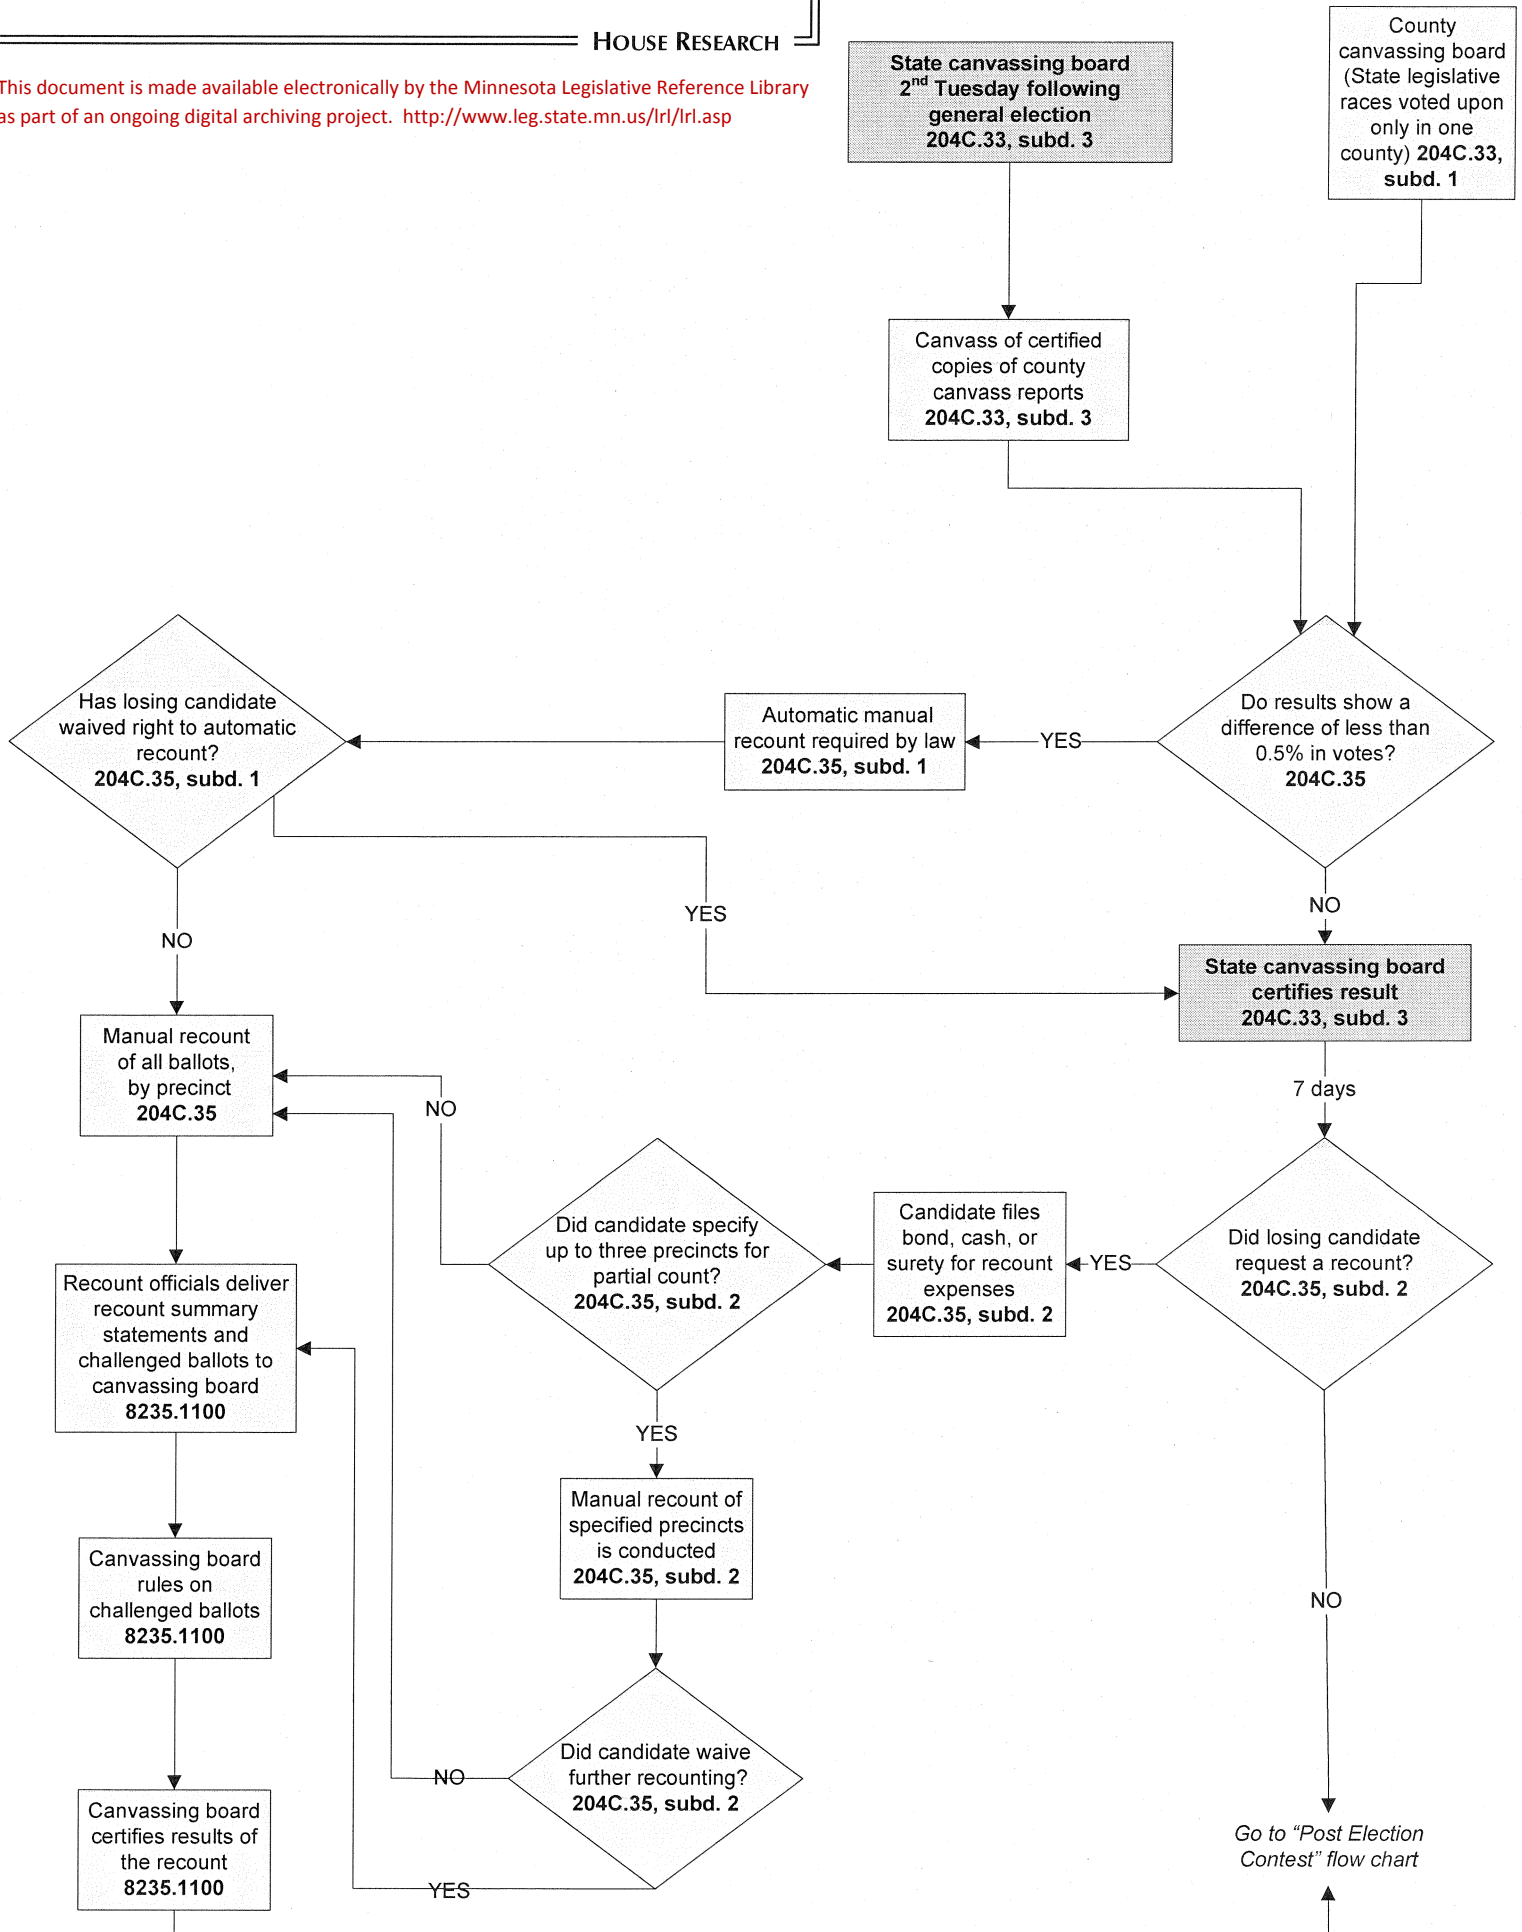 HOUSE RESEARCH
This document is made available electronically by the Minnesota Legislative Reference Library
as part of an ongoing digital archiving project.  http://www.leg.state.mn.us/lrl/lrl.asp
State canvassing board
2nd Tuesday following
general election
204C.33, subd. 3
County
canvassing board
(State legislative
races voted upon
only in one
county) 204C.33,
subd. 1
Canvass of certified
copies of county
canvass reports
204C.33, subd. 3
Has losing candidate
waived right to automatic
recount?
204C.35, subd. 1
Automatic manual
recount required by law
204C.35, subd. 1
YES
Do results show a
difference of less than
0.5% in votes?
204C.35
YES
NO
NO
State canvassing board
certifies result
204C.33, subd. 3
Manual recount
of all ballots,
by precinct
204C.35
7 days
NO
Did candidate specify
up to three precincts for
partial count?
204C.35, subd. 2
Candidate files
bond, cash, or
surety for recount
expenses
204C.35, subd. 2
YES
Did losing candidate
request a recount?
204C.35, subd. 2
Recount officials deliver
recount summary
statements and
challenged ballots to
canvassing board
8235.1100
YES
Manual recount of
specified precincts
is conducted
204C.35, subd. 2
Canvassing board
rules on
challenged ballots
8235.1100
NO
Did candidate waive
further recounting?
204C.35, subd. 2
NO
Canvassing board
certifies results of
the recount
8235.1100
YES
Go to “Post Election
Contest” flow chart